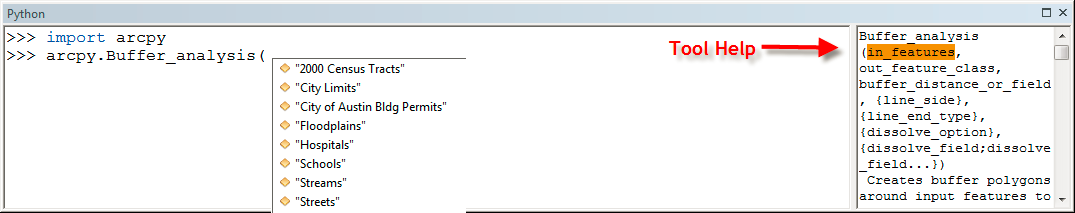 Python
>>> import arcpy
>>> arcpy.Buffer_analysis(
"2000 Census Tracts"
"City Limits"
"City of Austin Bldg Permits"
"Floodplains"
"Hospitals"
"Schools"
"Streams"
"Streets"
Tool Help
Buffer_analysis
(in_features,
out_feature_class,
buffer_distance_or_field
, {line_side},
{line_end_type},
{dissolve_option},
{dissolve_field;dissolve
_field...})
Creates buffer polygons
around input features to